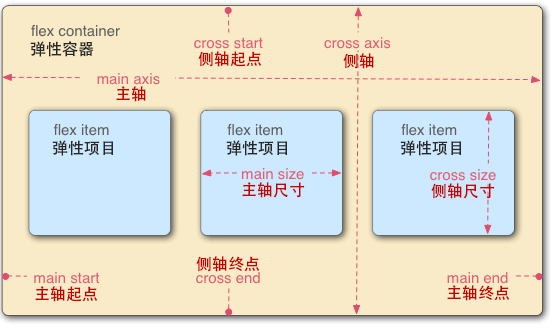 flex container
弹性容器
cross start
侧轴起点
cross axis
侧轴
main axis
主轴
flex item
弹性项目
flex item
弹性项目
flex item
弹性项目
main size
主轴尺寸
cross size
侧轴尺寸
main start
主轴起点
侧轴终点
cross end
main end
主轴终点